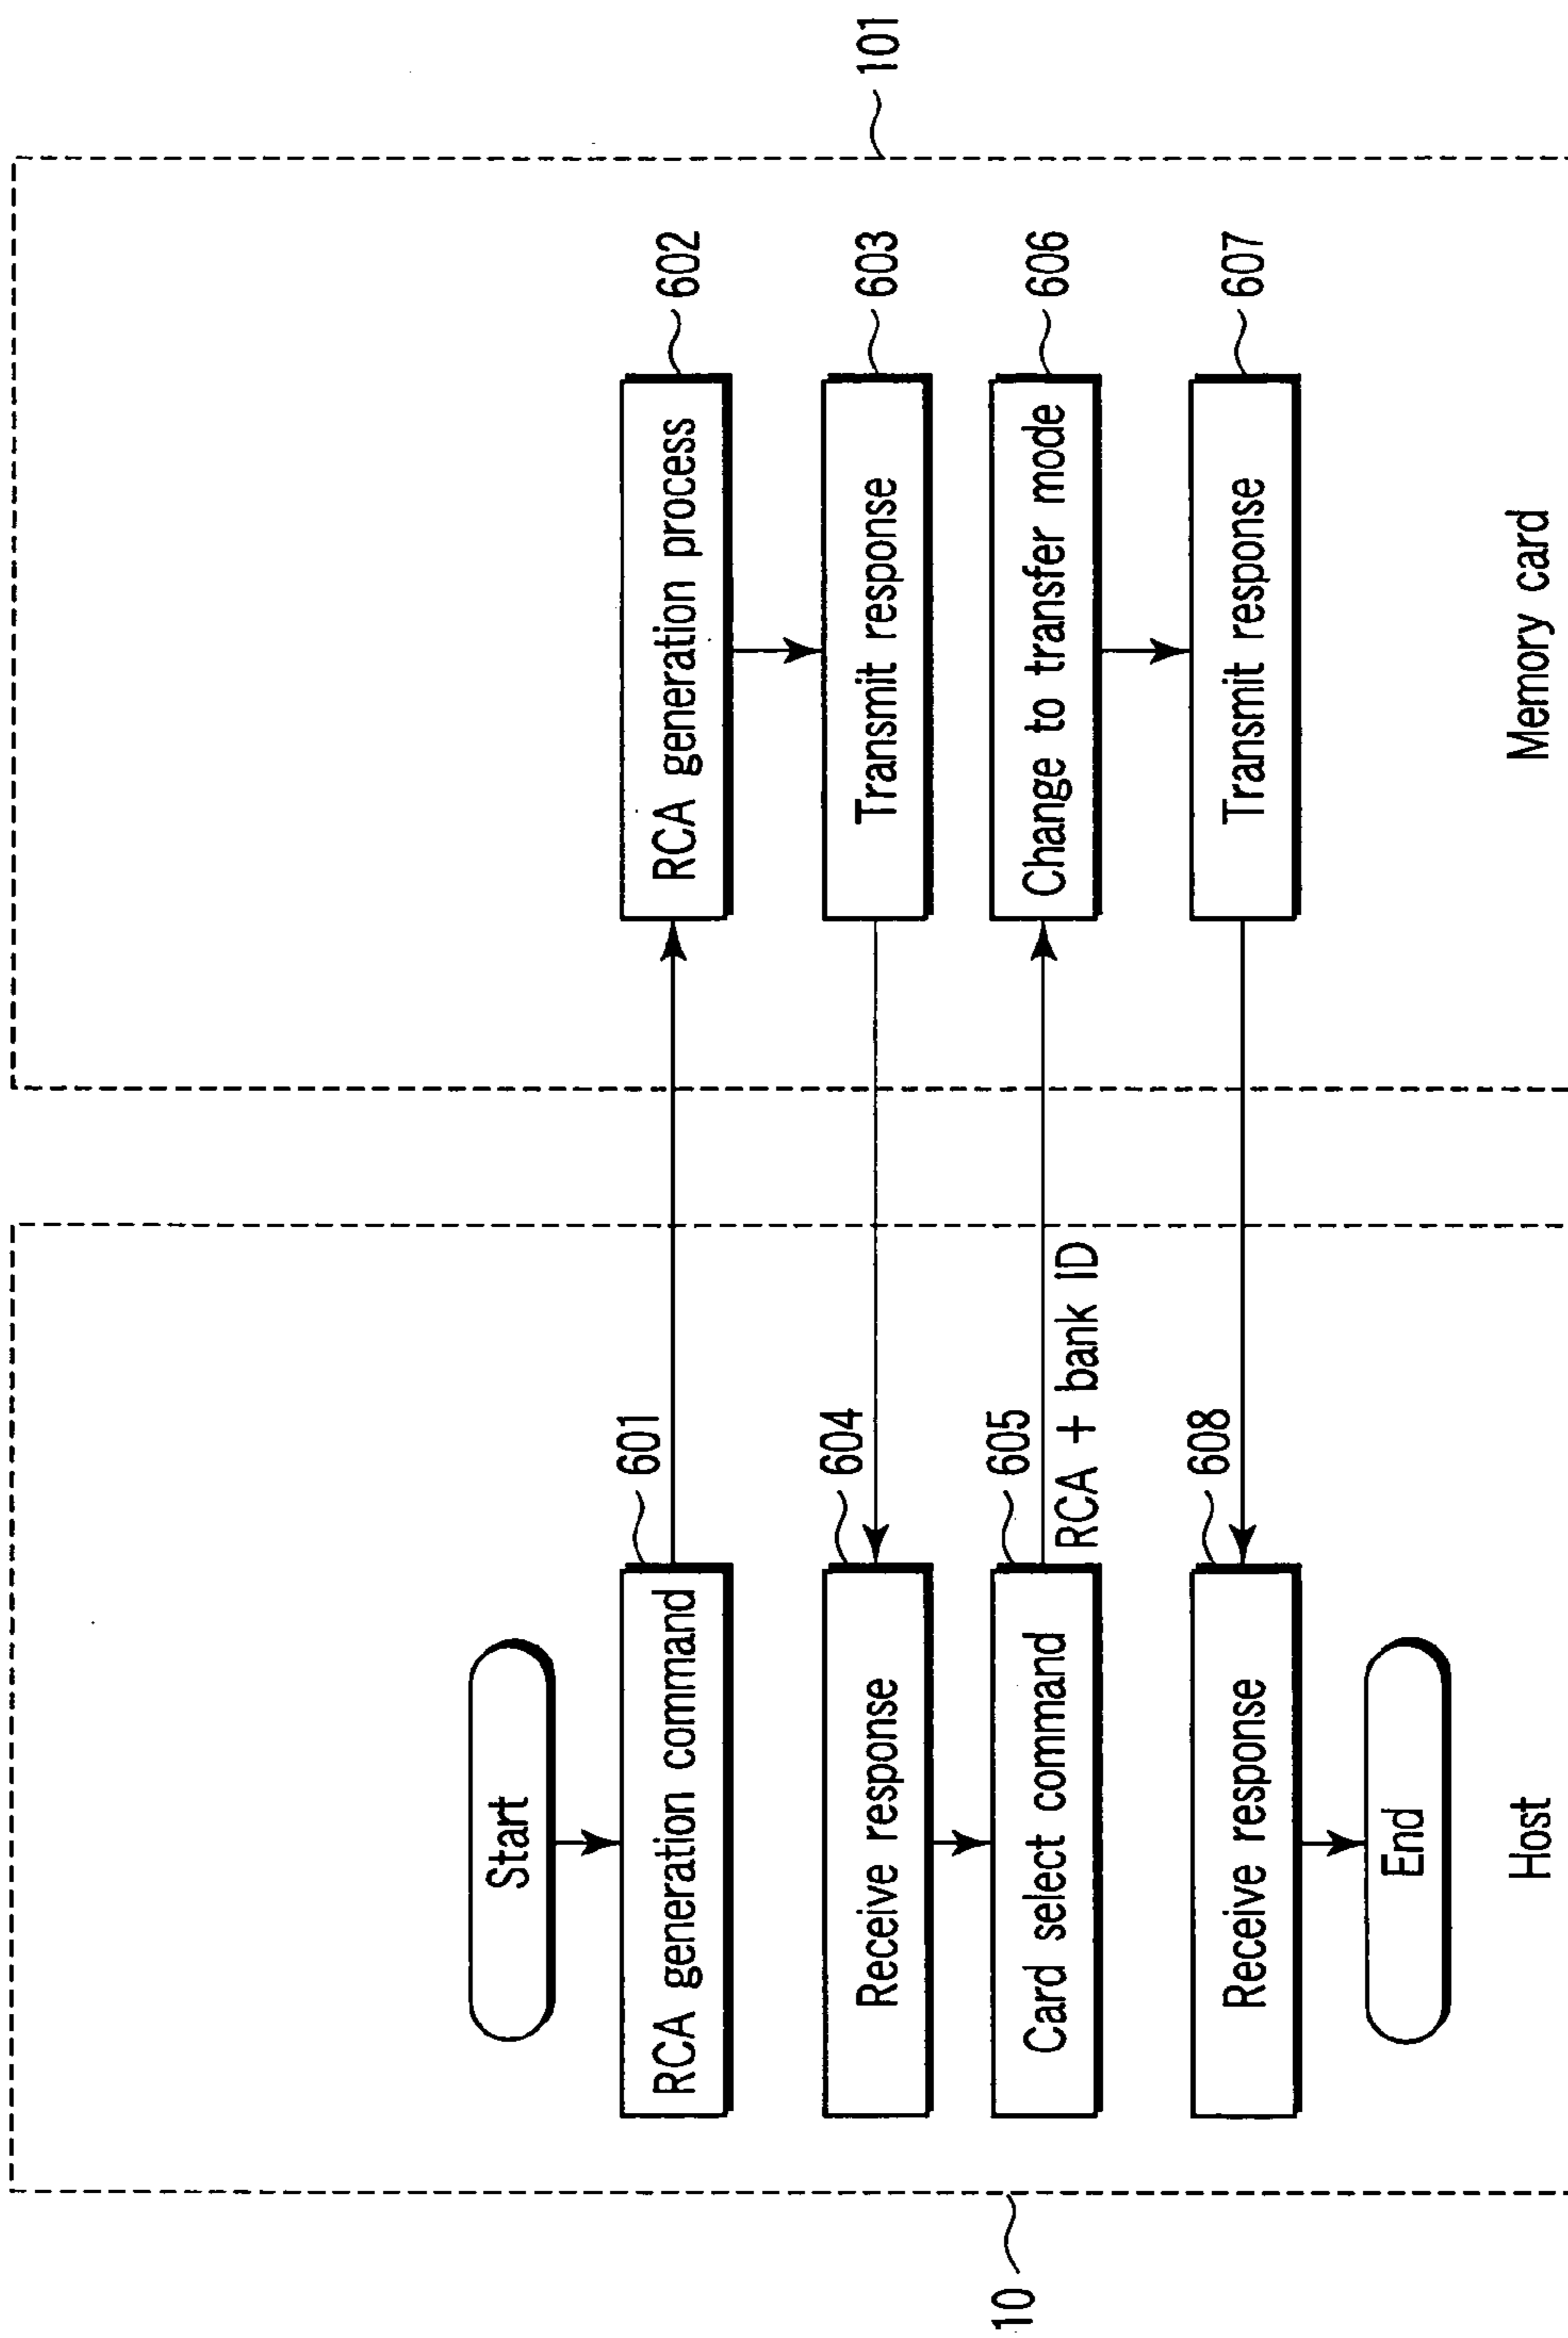 10
101
Start
601
RCA generation command
602
RCA generation process
603
Transmit response
604
Receive response
605
Card select command
RCA + bank ID
606
Change to transfer mode
607
Transmit response
608
Receive response
End
Host
Memory card